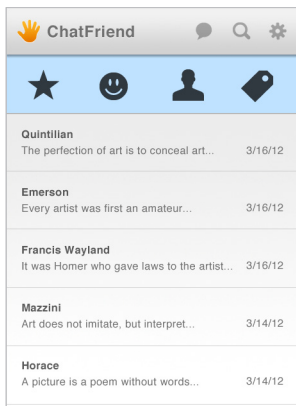 ChatFriend
Quintilian
The perfection of art is to conceal art... 3/16/12
Emerson
Every artist was first an amateur... 3/16/12
Francis Wayland
It was Homer who gave laws to the artist... 3/16/12
Mazzini
Art does not imitate, but interpret... 3/14/12
Horace
A picture is a poem without words... 3/14/12